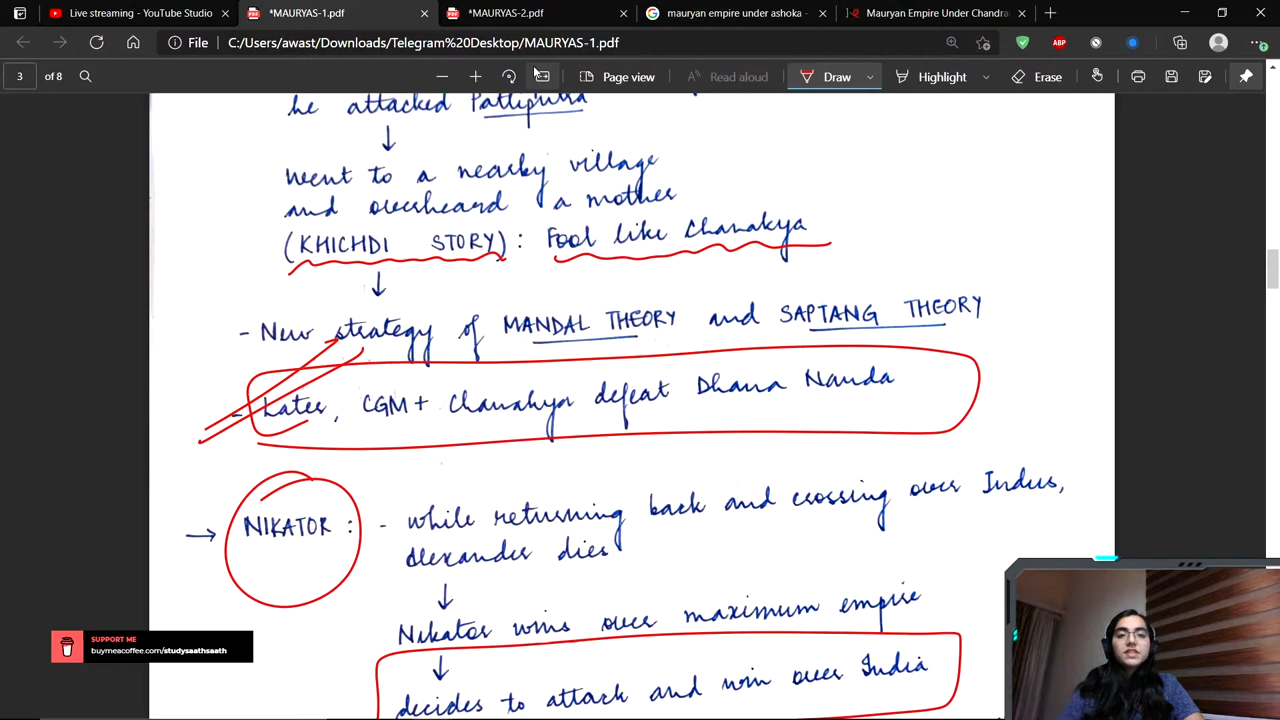 Live streaming - YouTube Studio
*MAURYAS-1.pdf
*MAURYAS-2.pdf
mauryan empire under ashoka -
Mauryan Empire Under Chandra
File
C:/Users/awast/Downloads/Telegram%20Desktop/MAURYAS-1.pdf
ABP
3
of 8
Page view
Read aloud
Draw
Highlight
Erase
he attacked Patlipurra
Went to a nearby village
and overheard a mother
(KHICHDI STORY) : Fool like Chanakya
- New strategy of MANDAL THEORY and SAPTANG THEORY
- Later, CGM + Chanakya defeat Dhana Nanda
→ NIKATOR : - while returning back and crossing over Indus,
Alexander dies
Nikator wins over maximum empire
decides to attack and win over India
SUPPORT ME
buymeacoffee.com/studysaathsaath